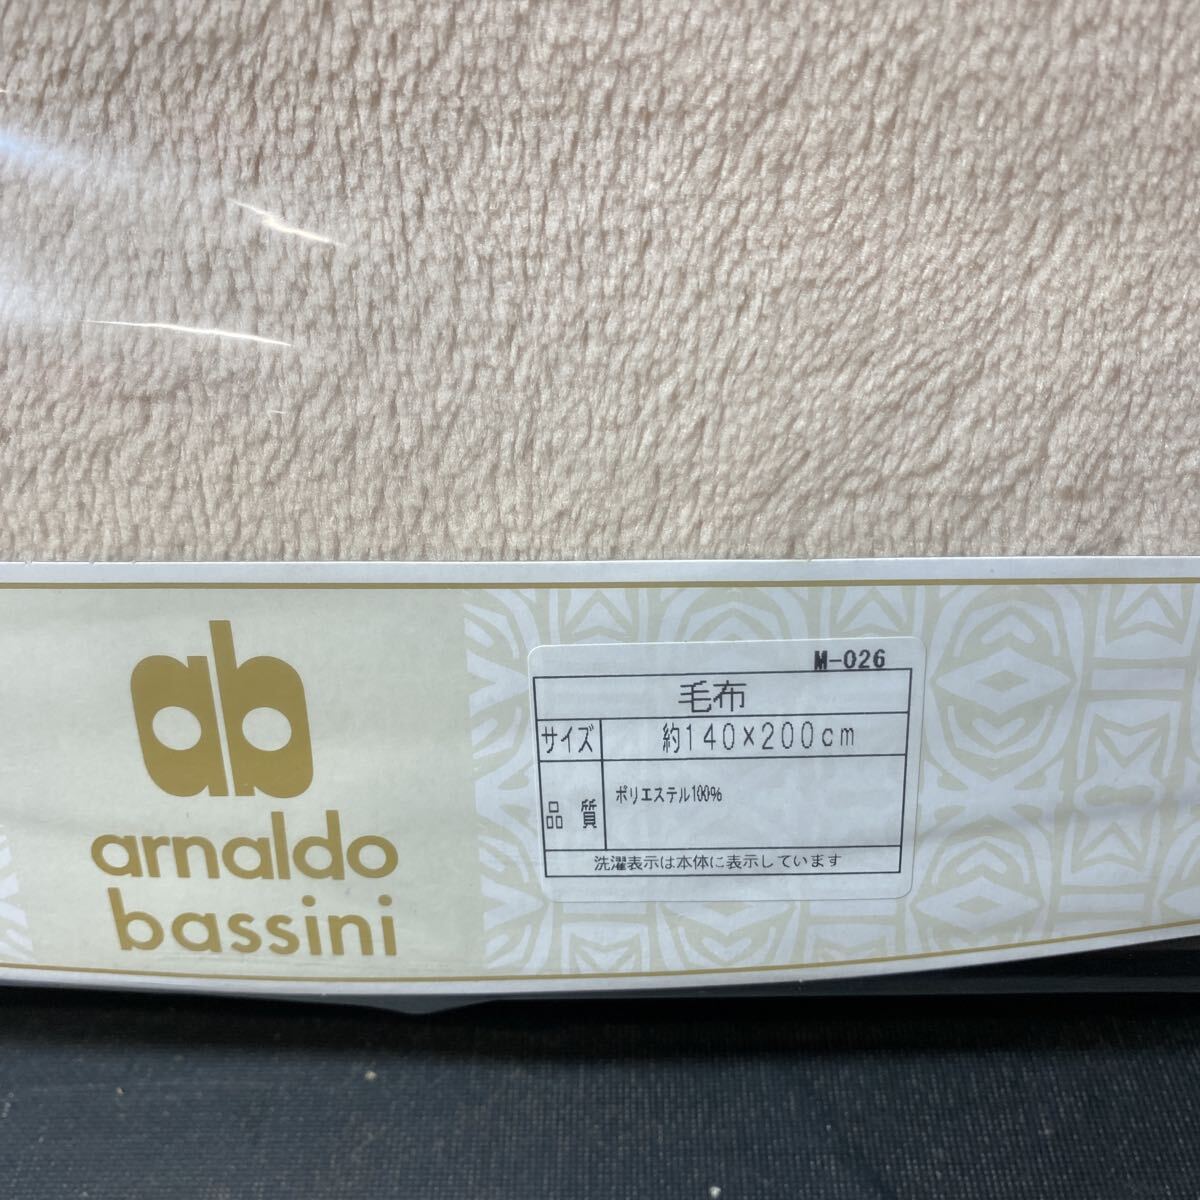 ab
arnaldo
bassini
M-026
毛布
サイズ 約140×200cm
品質 ポリエステル100%
洗濯表示は本体に表示しています